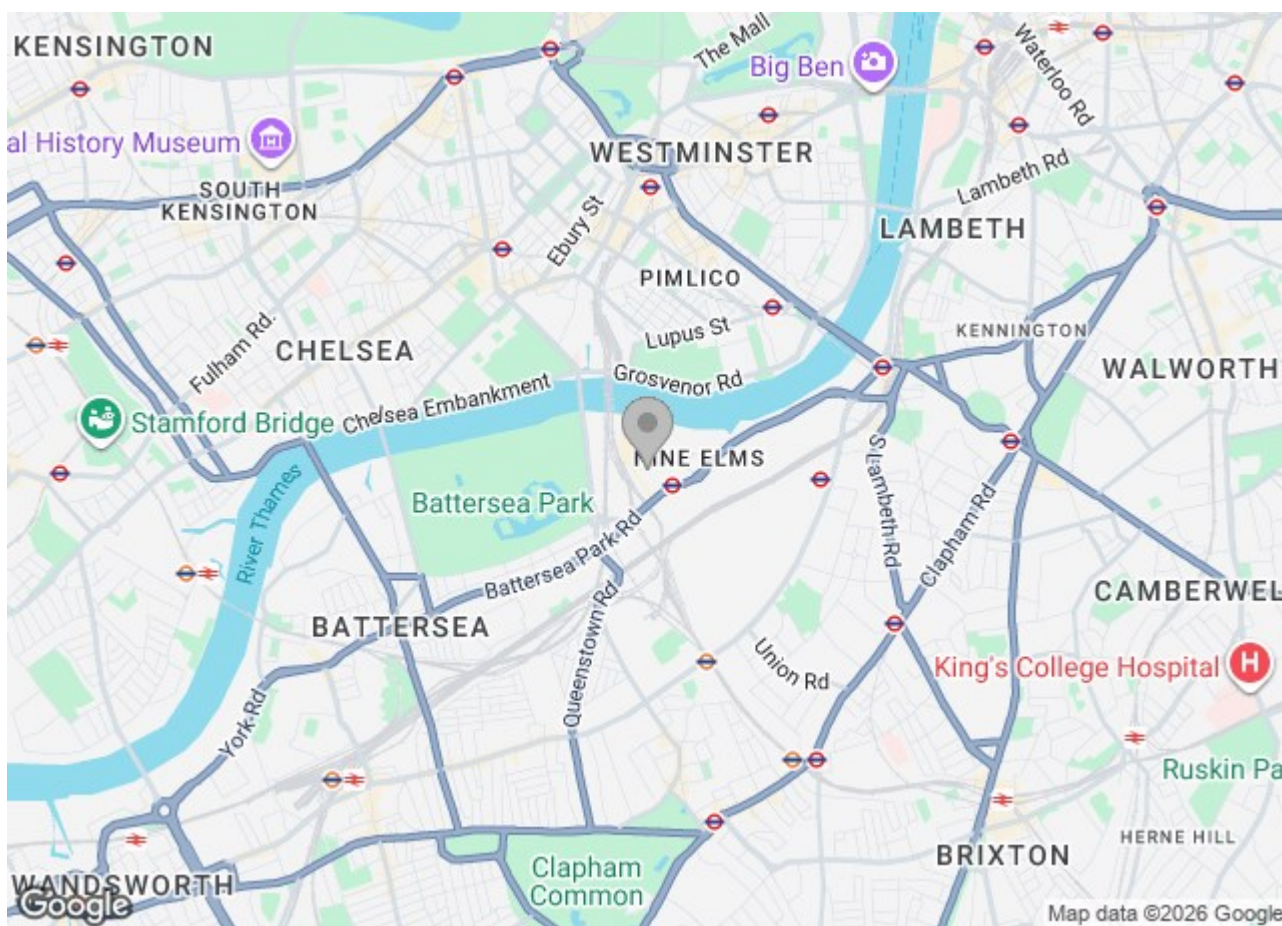 KENSINGTON
The Mall
Big Ben
Waterloo Rd
al History Museum
WESTMINSTER
Lambeth Rd
SOUTH
KENSINGTON
Ebury St
LAMBETH
PIMLICO
Lupus St
KENNINGTON
Fulham Rd.
CHELSEA
WALWORTH
Grosvenor Rd
Chelsea Embankment
Stamford Bridge
NINE ELMS
S Lambeth Rd
Clapham Rd
Battersea Park
River Thames
Battersea Park Rd
CAMBERWEL
BATTERSEA
Queenstown Rd
Union Rd
King's College Hospital
H
York Rd
Ruskin Pa
HERNE HILL
BRIXTON
Clapham
Common
WANDSWORTH
Google
Map data ©2026 Google